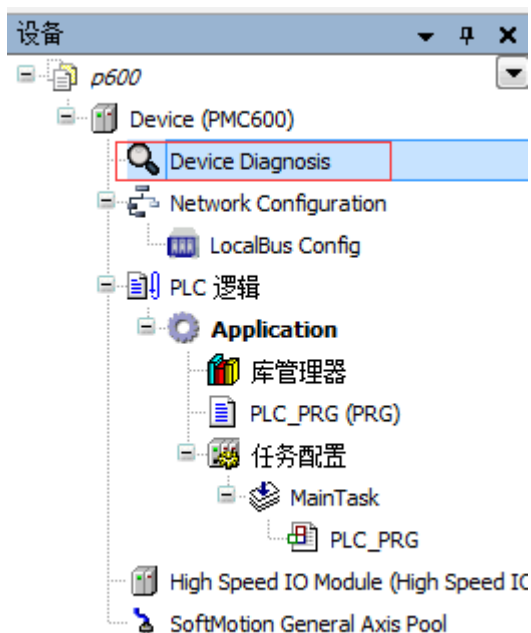 设备
p600
Device (PMC600)
Device Diagnosis
Network Configuration
LocalBus Config
PLC 逻辑
Application
库管理器
PLC_PRG (PRG)
任务配置
MainTask
PLC_PRG
High Speed IO Module (High Speed IO
SoftMotion General Axis Pool